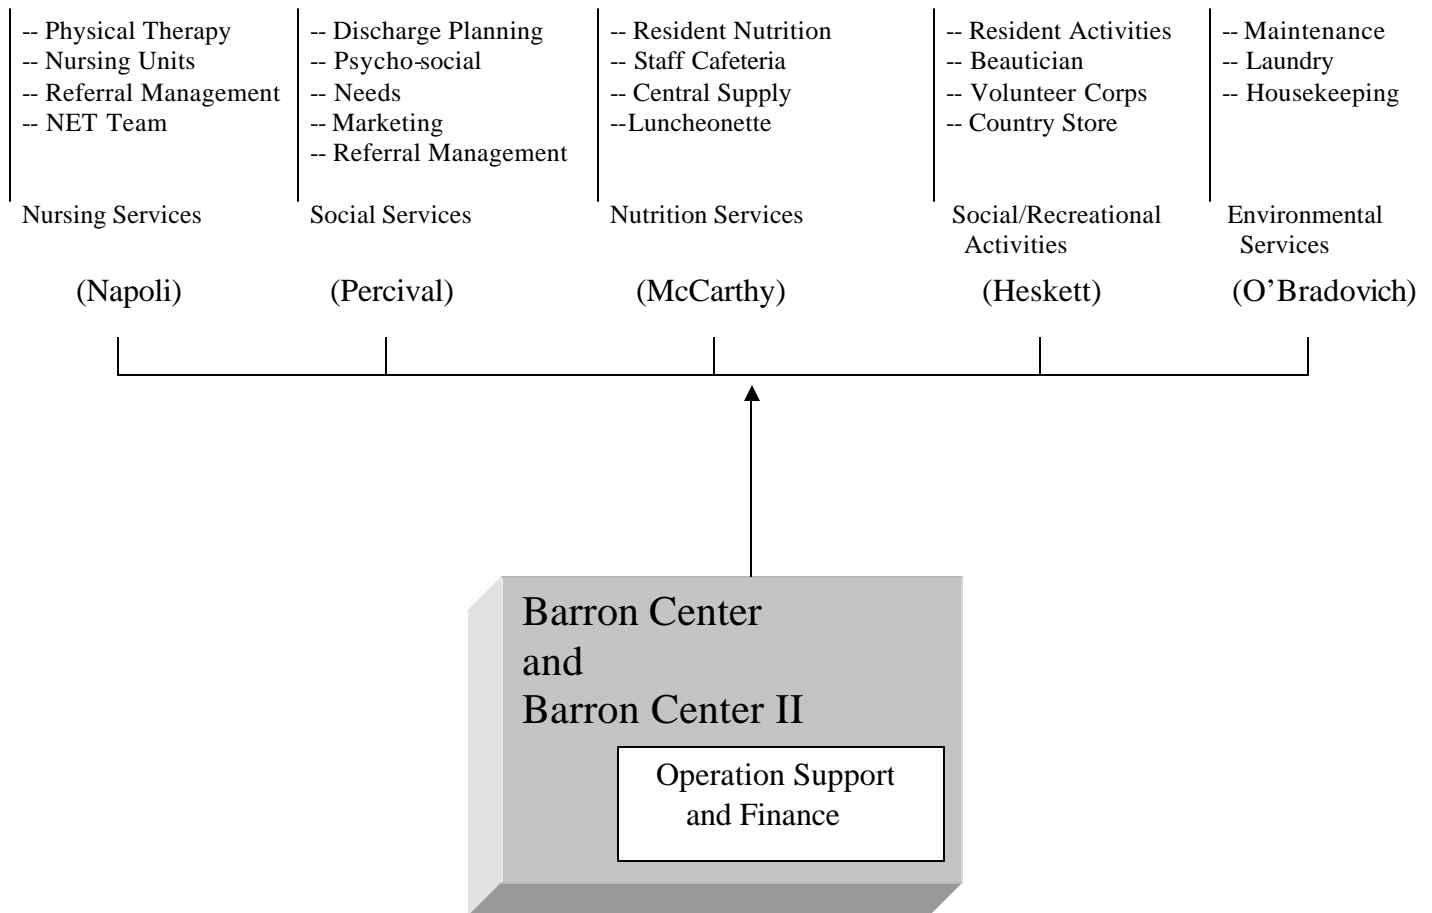 -- Physical Therapy
-- Nursing Units
-- Referral Management
-- NET Team
Nursing Services
(Napoli)
-- Discharge Planning
-- Psycho-social
-- Needs
-- Marketing
-- Referral Management
Social Services
(Percival)
-- Resident Nutrition
-- Staff Cafeteria
-- Central Supply
--Luncheonette
Nutrition Services
(McCarthy)
-- Resident Activities
-- Beautician
-- Volunteer Corps
-- Country Store
Social/Recreational
Activities
(Heskett)
-- Maintenance
-- Laundry
-- Housekeeping
Environmental
Services
(O’Bradovich)
Barron Center
and
Barron Center II
Operation Support
and Finance